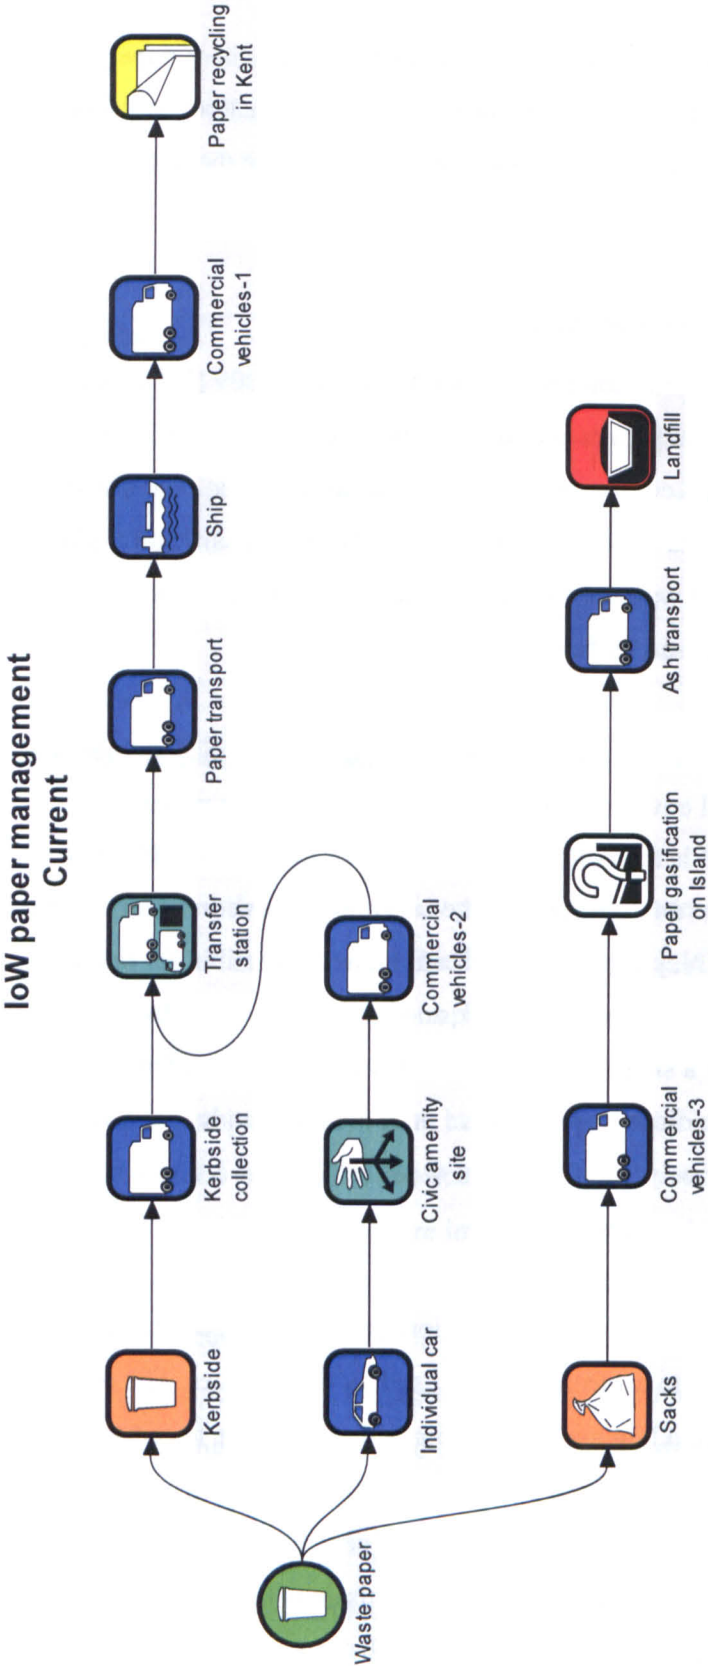 IoW paper management
Current
Waste paper
Kerbside
Kerbside
collection
Transfer
station
Paper transport
Ship
Commercial
vehicles-1
Paper recycling
in Kent
Individual car
Civic amenity
site
Commercial
vehicles-2
Sacks
Commercial
vehicles-3
Paper gasification
on Island
Ash transport
Landfill